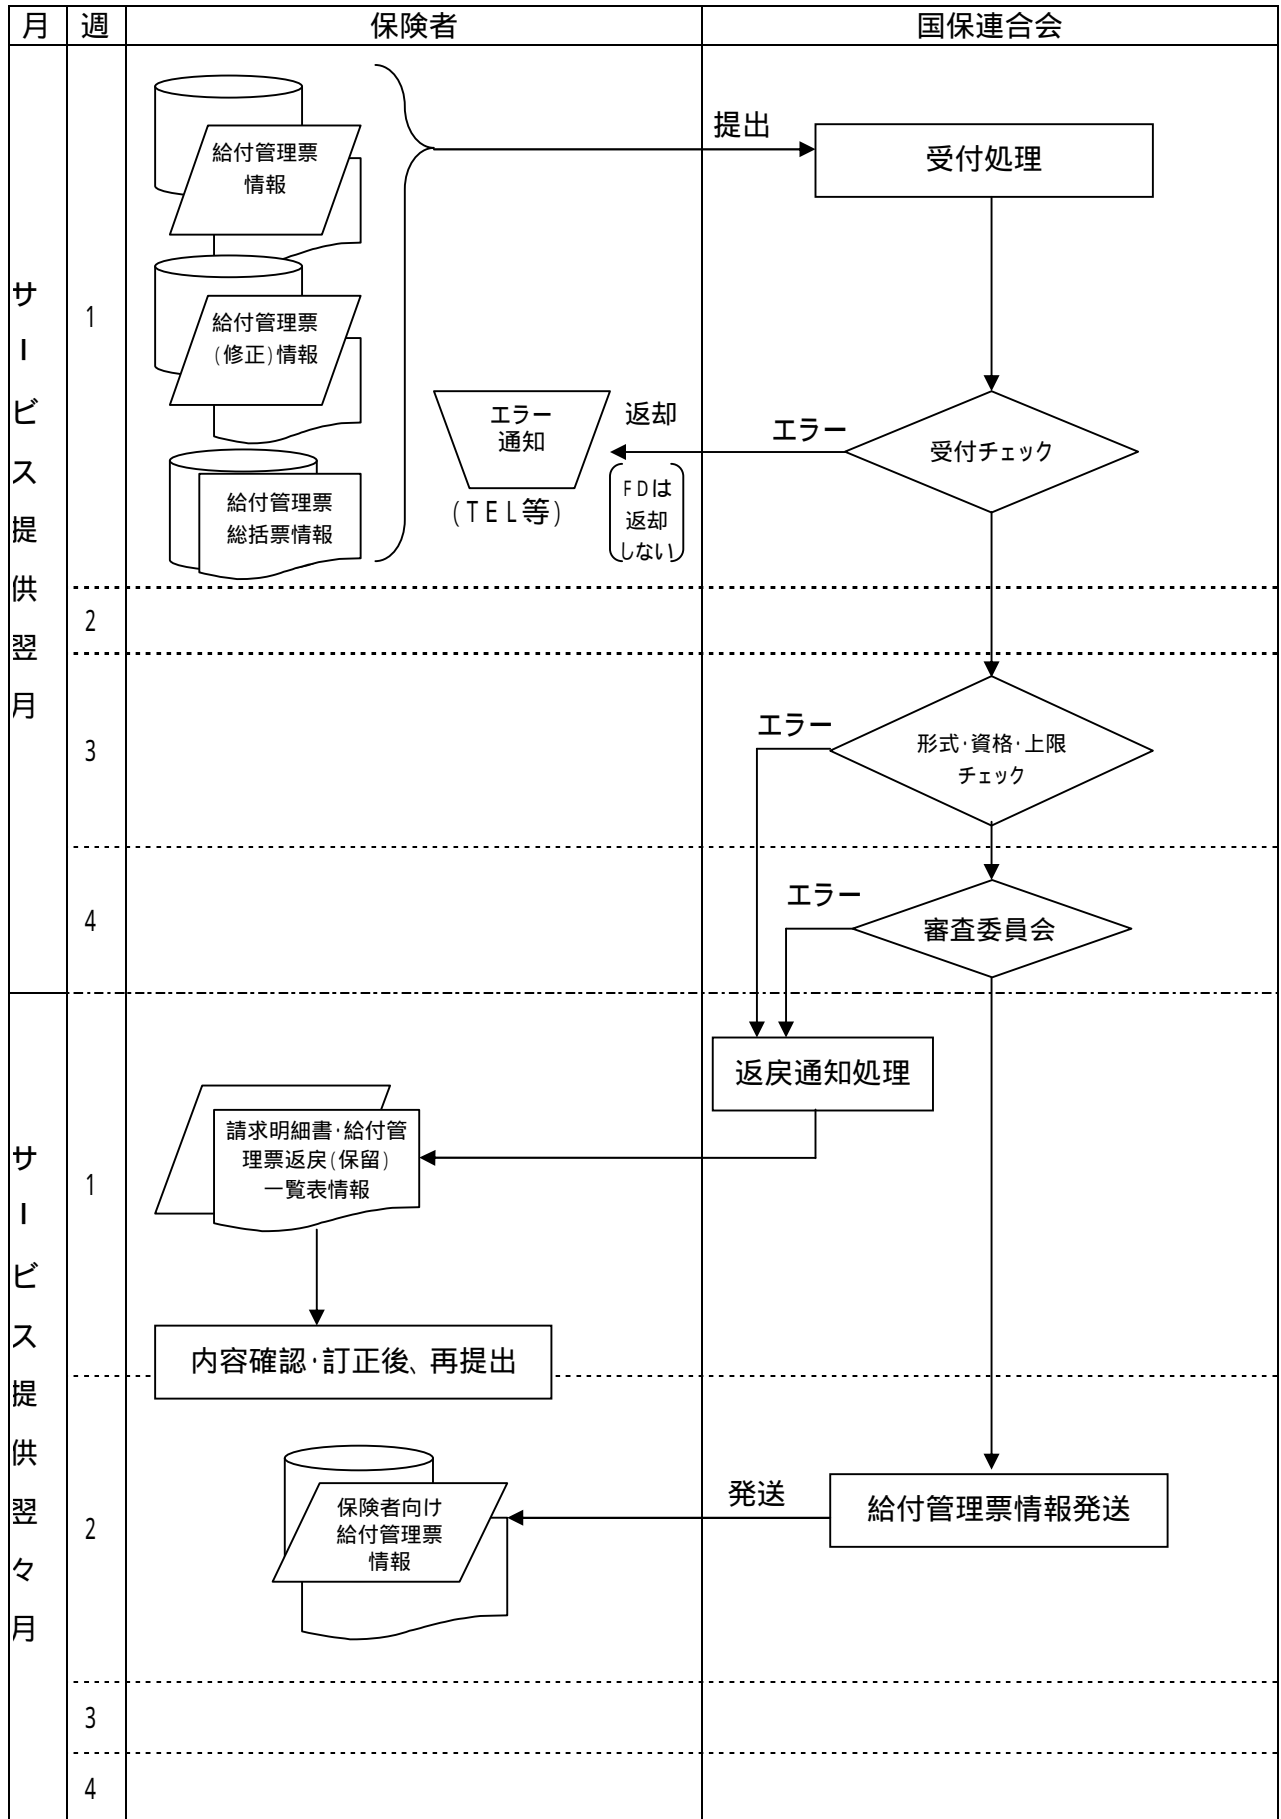 月 週 保険者 国保連合会
サービス提供翌月
1
給付管理票
情報
提出
受付処理
給付管理票
(修正)情報
給付管理票
総括票情報
エラー
通知
(TEL等)
返却
FDは
返却
しない
エラー
受付チェック
2
3
エラー
形式・資格・上限
チェック
4
エラー
審査委員会
サービス提供翌々月
1
返戻通知処理
請求明細書・給付管
理票返戻(保留)
一覧表情報
内容確認・訂正後、再提出
2
保険者向け
給付管理票
情報
発送
給付管理票情報発送
3
4